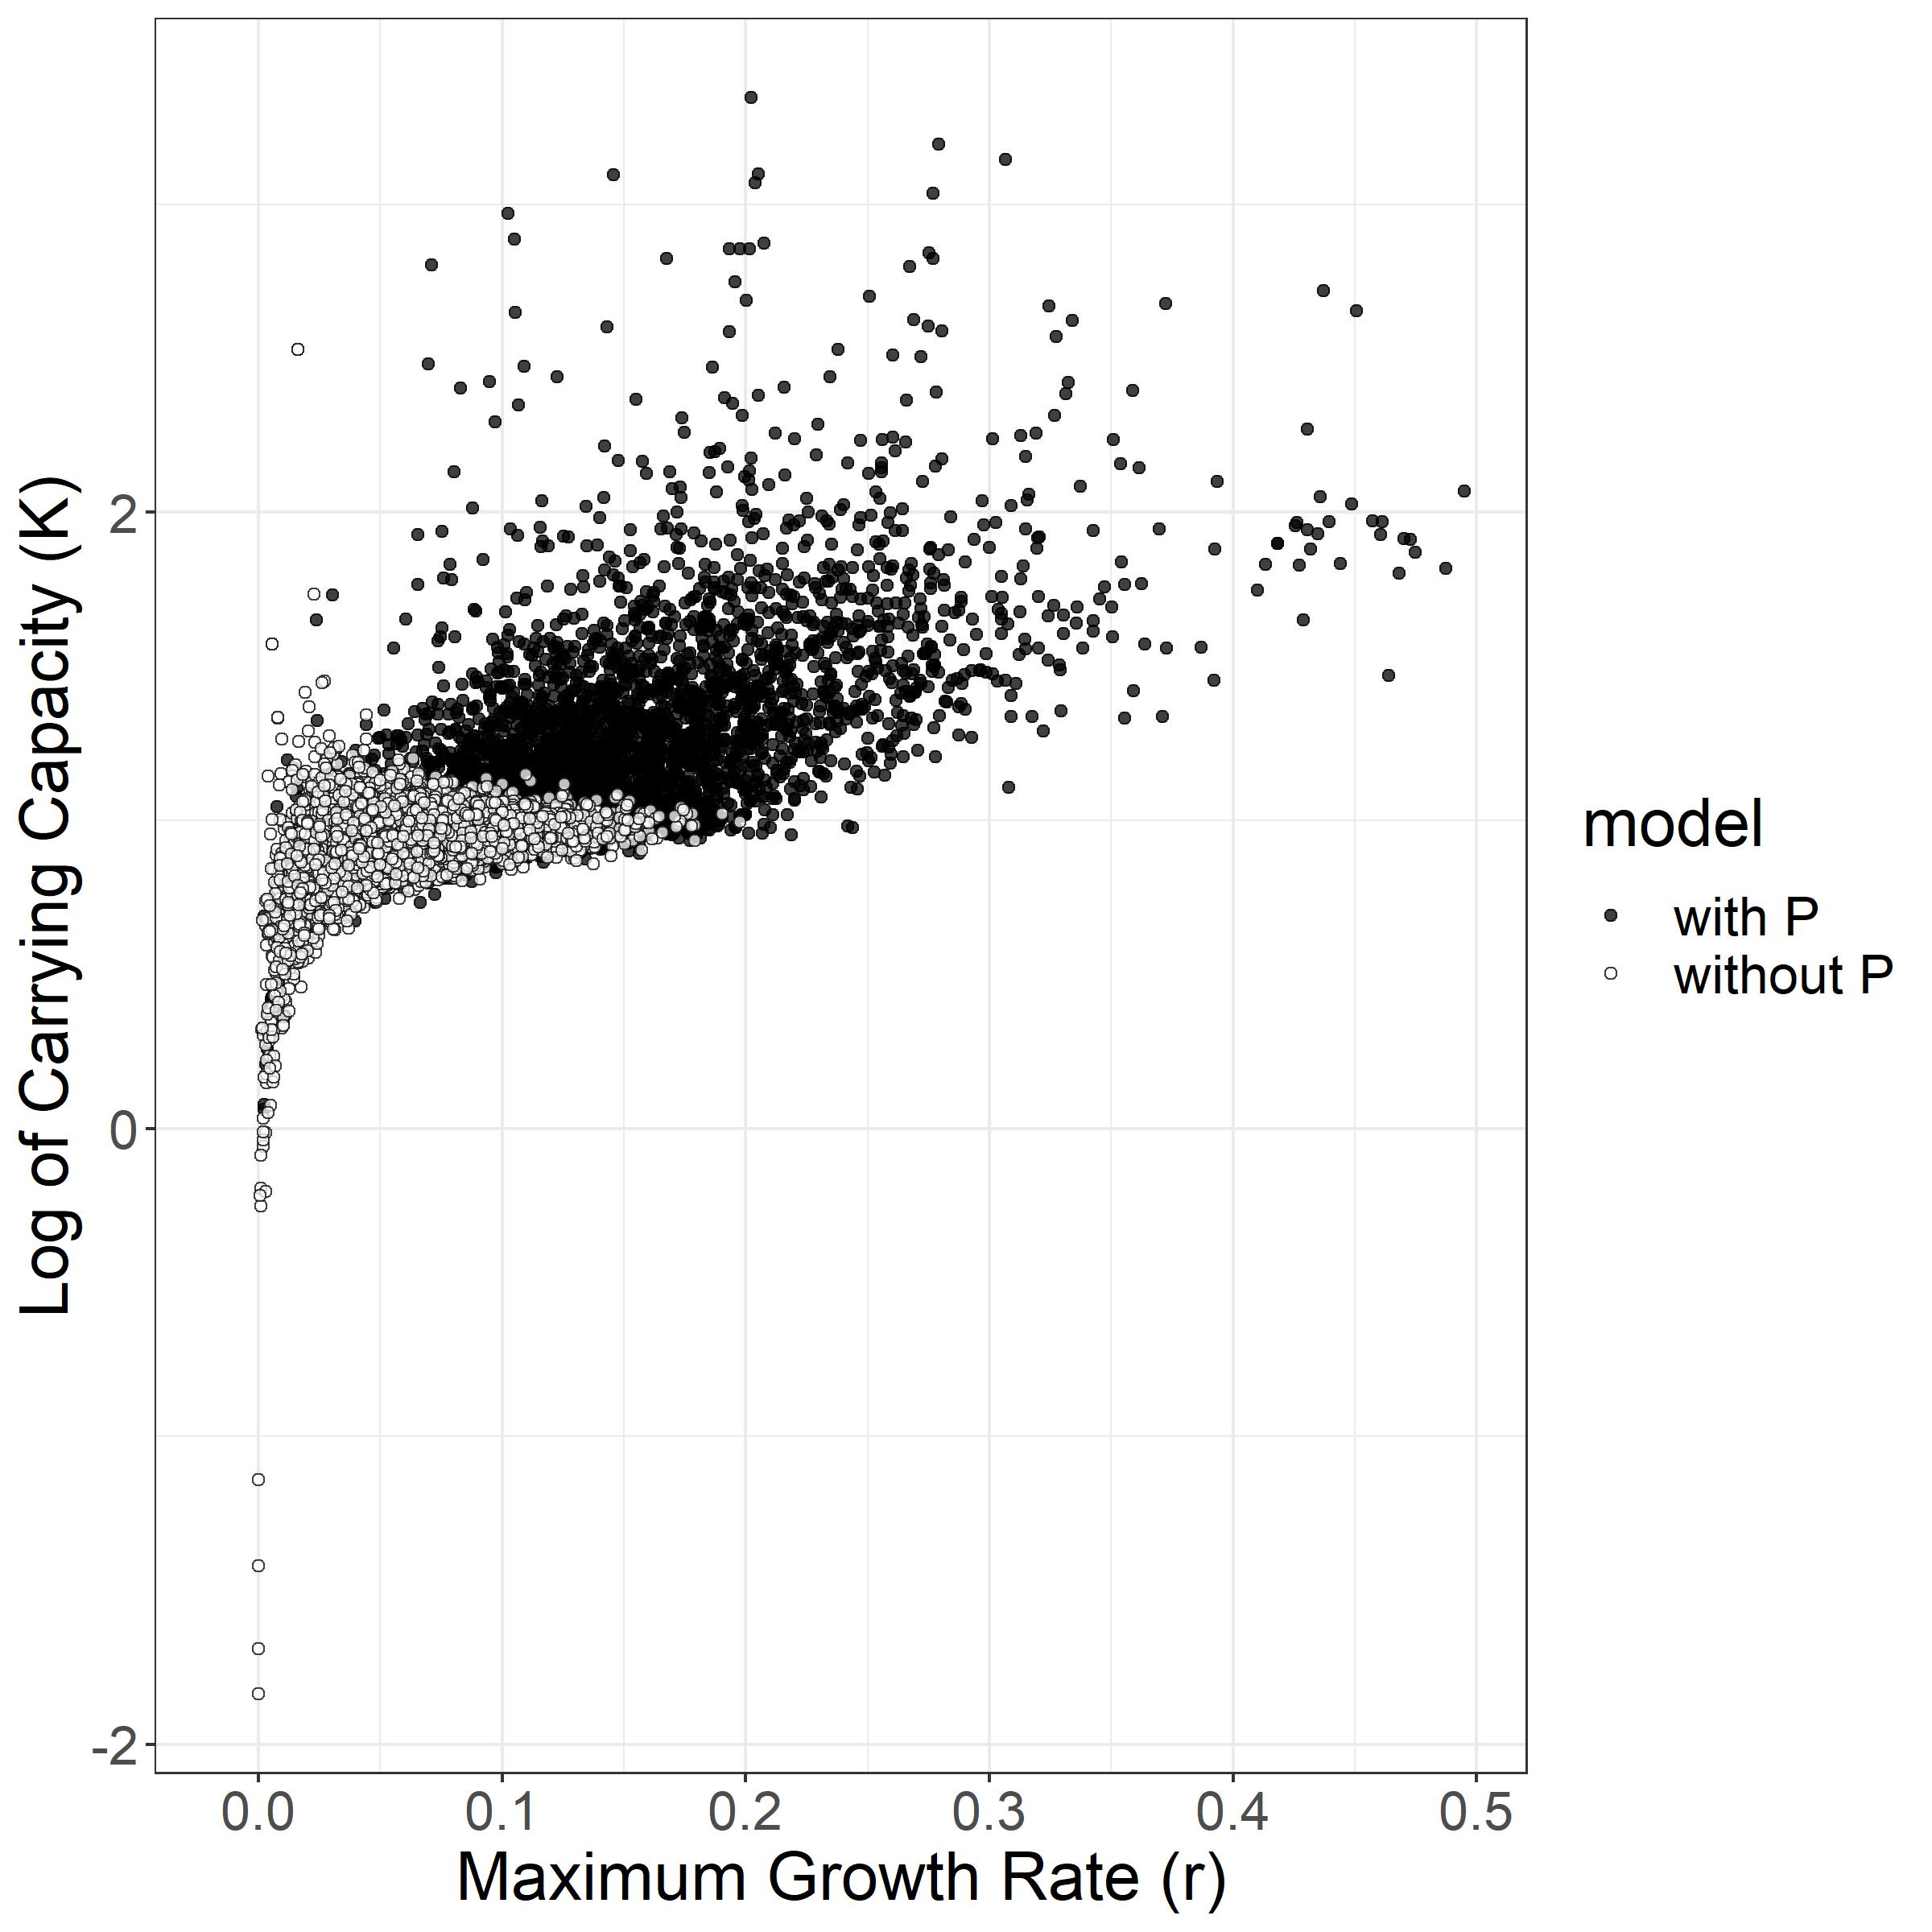 Log of Carrying Capacity (K)
2
0
-2
0.0 0.1 0.2 0.3 0.4 0.5
Maximum Growth Rate (r)
model
with P
without P